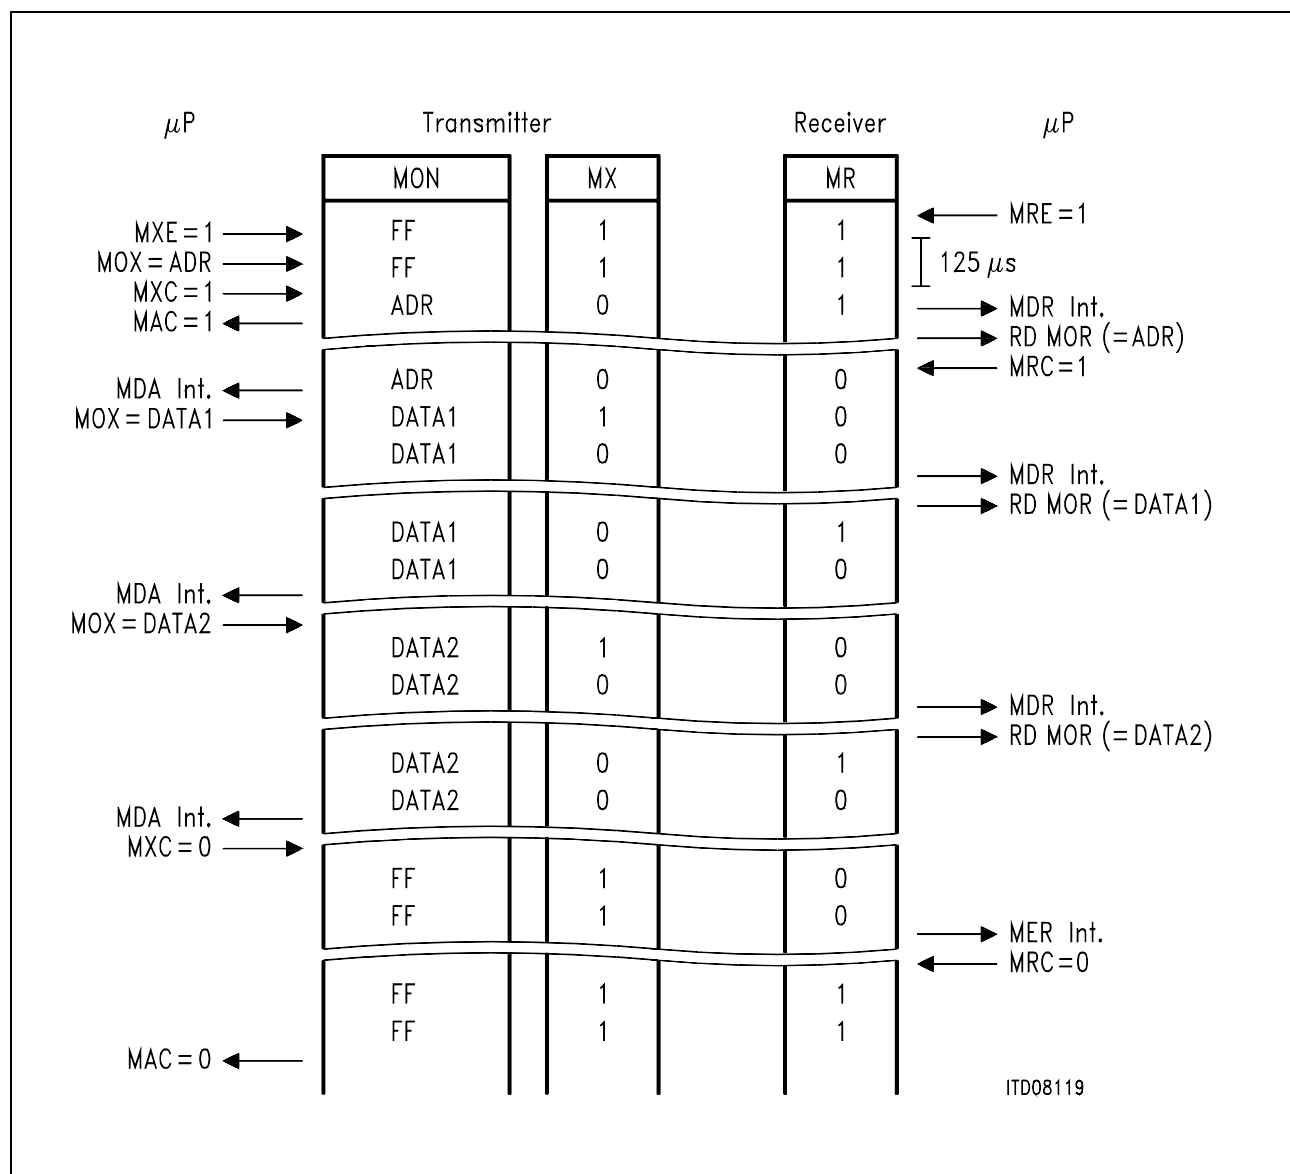 μP Transmitter Receiver μP
MON MX MR
MRE=1
MXE=1 FF 1 1
MOX=ADR FF 1 1 125 μs
MXC=1
ADR 0 1 MDR Int.
MAC=1
RD MOR (=ADR)
MRC=1
ADR 0 0
MDA Int.
MOX=DATA1 DATA1 1 0
DATA1 0 0
MDR Int.
RD MOR (=DATA1)
DATA1 0 1
DATA1 0 0
MDA Int.
MOX=DATA2
DATA2 1 0
DATA2 0 0
MDR Int.
RD MOR (=DATA2)
DATA2 0 1
DATA2 0 0
MDA Int.
MXC=0
FF 1 0
FF 1 0
MER Int.
MRC=0
FF 1 1
FF 1 1
MAC=0
ITD08119